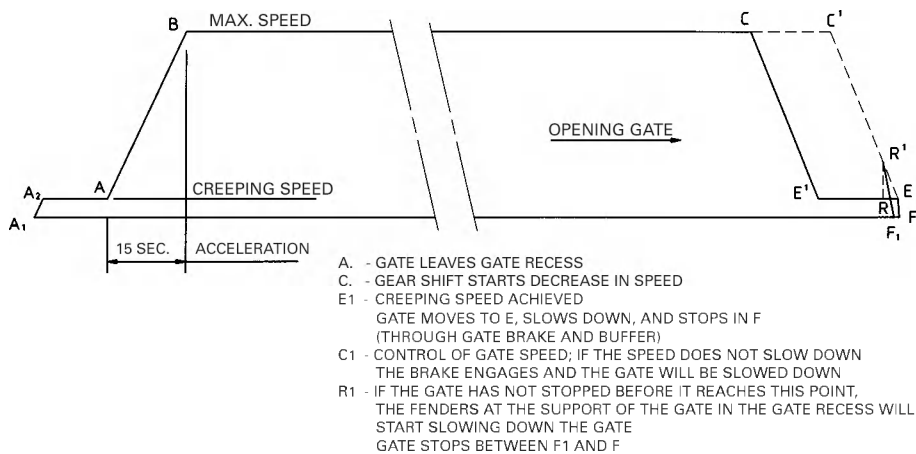 B MAX. SPEED C C'
OPENING GATE
R'
A₂ A CREEPING SPEED E' R E
A₁ F₁ F
15 SEC. ACCELERATION
A. - GATE LEAVES GATE RECESS
C. - GEAR SHIFT STARTS DECREASE IN SPEED
E1 - CREEPING SPEED ACHIEVED
GATE MOVES TO E, SLOWS DOWN, AND STOPS IN F
(THROUGH GATE BRAKE AND BUFFER)
C1 - CONTROL OF GATE SPEED; IF THE SPEED DOES NOT SLOW DOWN
THE BRAKE ENGAGES AND THE GATE WILL BE SLOWED DOWN
R1 - IF THE GATE HAS NOT STOPPED BEFORE IT REACHES THIS POINT,
THE FENDERS AT THE SUPPORT OF THE GATE IN THE GATE RECESS WILL
START SLOWING DOWN THE GATE
GATE STOPS BETWEEN F1 AND F